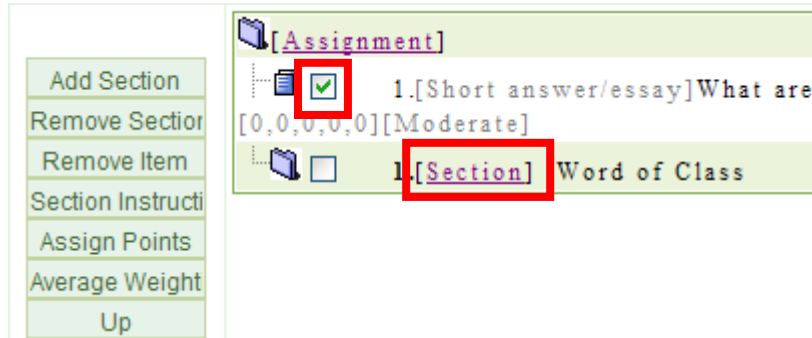 [Assignment]
1.[Short answer/essay]What are
[0,0,0,0,0][Moderate]
1.[Section] Word of Class
Add Section
Remove Section
Remove Item
Section Instructi
Assign Points
Average Weight
Up